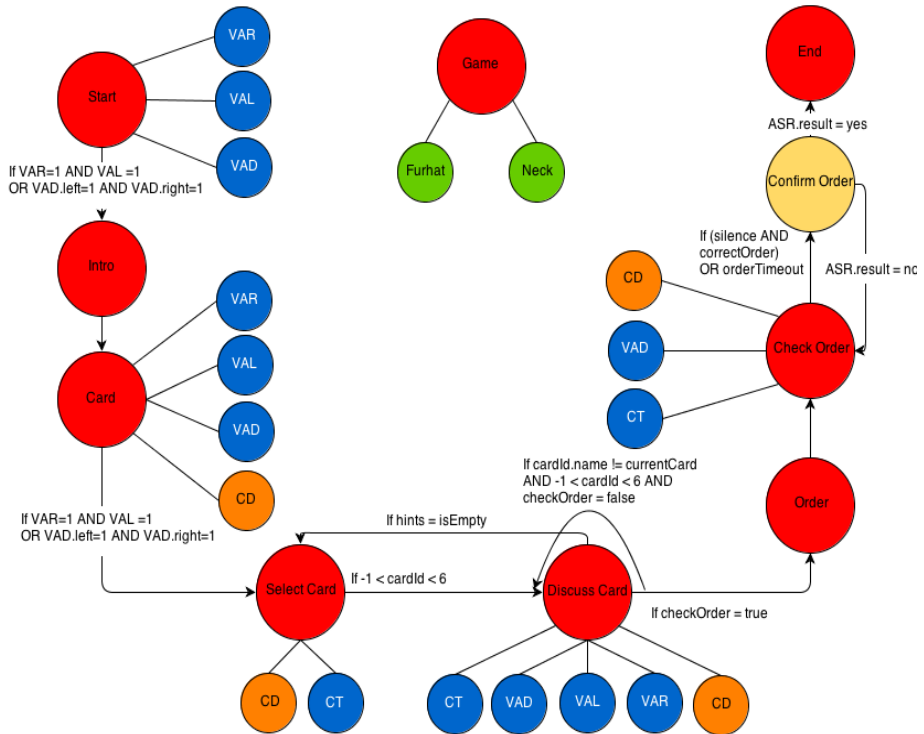 Start
VAR
VAL
VAD
If VAR=1 AND VAL =1
OR VAD.left=1 AND VAD.right=1
Intro
Card
VAR
VAL
VAD
CD
If VAR=1 AND VAL =1
OR VAD.left=1 AND VAD.right=1
Game
Furhat
Neck
End
ASR.result = yes
Confirm Order
If (silence AND
correctOrder)
OR orderTimeout
ASR.result = no
CD
VAD
CT
Check Order
If cardId.name != currentCard
AND -1 < cardId < 6 AND
checkOrder = false
Order
If hints = isEmpty
Select Card
If -1 < cardId < 6
Discuss Card
If checkOrder = true
CD
CT
CT
VAD
VAL
VAR
CD